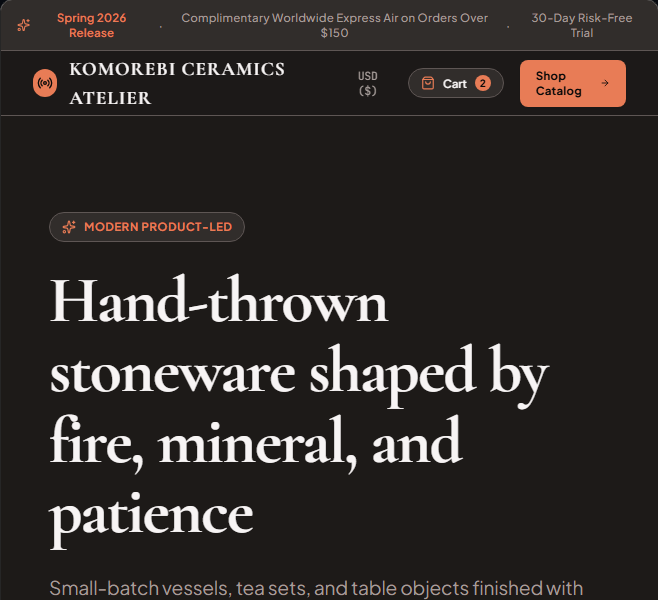 Spring 2026
Release
·
Complimentary Worldwide Express Air on Orders Over
$150
·
30-Day Risk-Free
Trial
KOMOREBI CERAMICS
ATELIER
USD
($)
Cart 2
Shop
Catalog →
MODERN PRODUCT-LED
Hand-thrown
stoneware shaped by
fire, mineral, and
patience
Small-batch vessels, tea sets, and table objects finished with